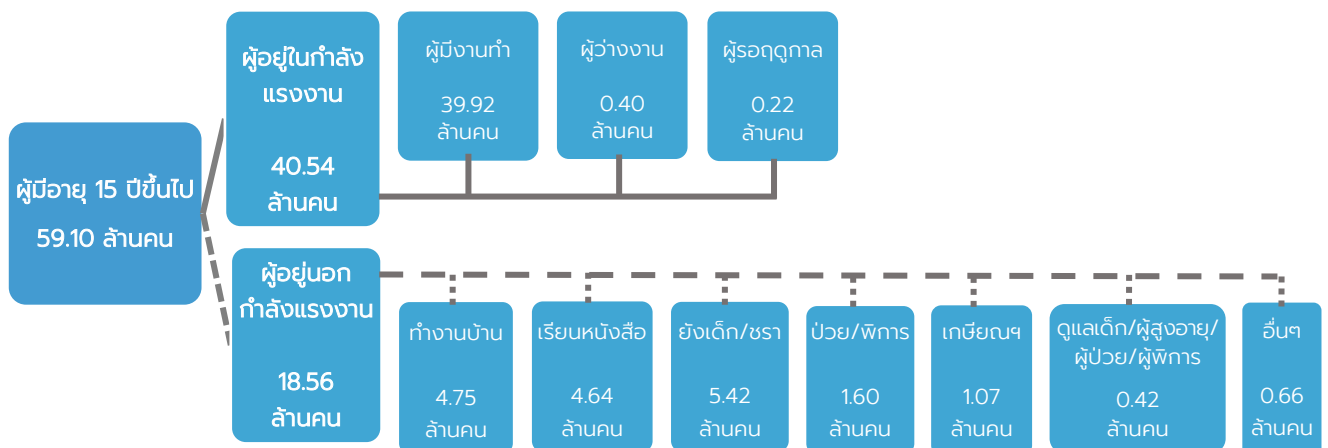 ผู้มีอายุ 15 ปีขึ้นไป
59.10 ล้านคน
ผู้อยู่ในกำลัง
แรงงาน
40.54
ล้านคน
ผู้มีงานทำ
39.92
ล้านคน
ผู้ว่างงาน
0.40
ล้านคน
ผู้รอฤดูกาล
0.22
ล้านคน
ผู้อยู่นอก
กำลังแรงงาน
18.56
ล้านคน
ทำงานบ้าน
4.75
ล้านคน
เรียนหนังสือ
4.64
ล้านคน
ยังเด็ก/ชรา
5.42
ล้านคน
ป่วย/พิการ
1.60
ล้านคน
เกษียณฯ
1.07
ล้านคน
ดูแลเด็ก/ผู้สูงอายุ/
ผู้ป่วย/ผู้พิการ
0.42
ล้านคน
อื่นๆ
0.66
ล้านคน